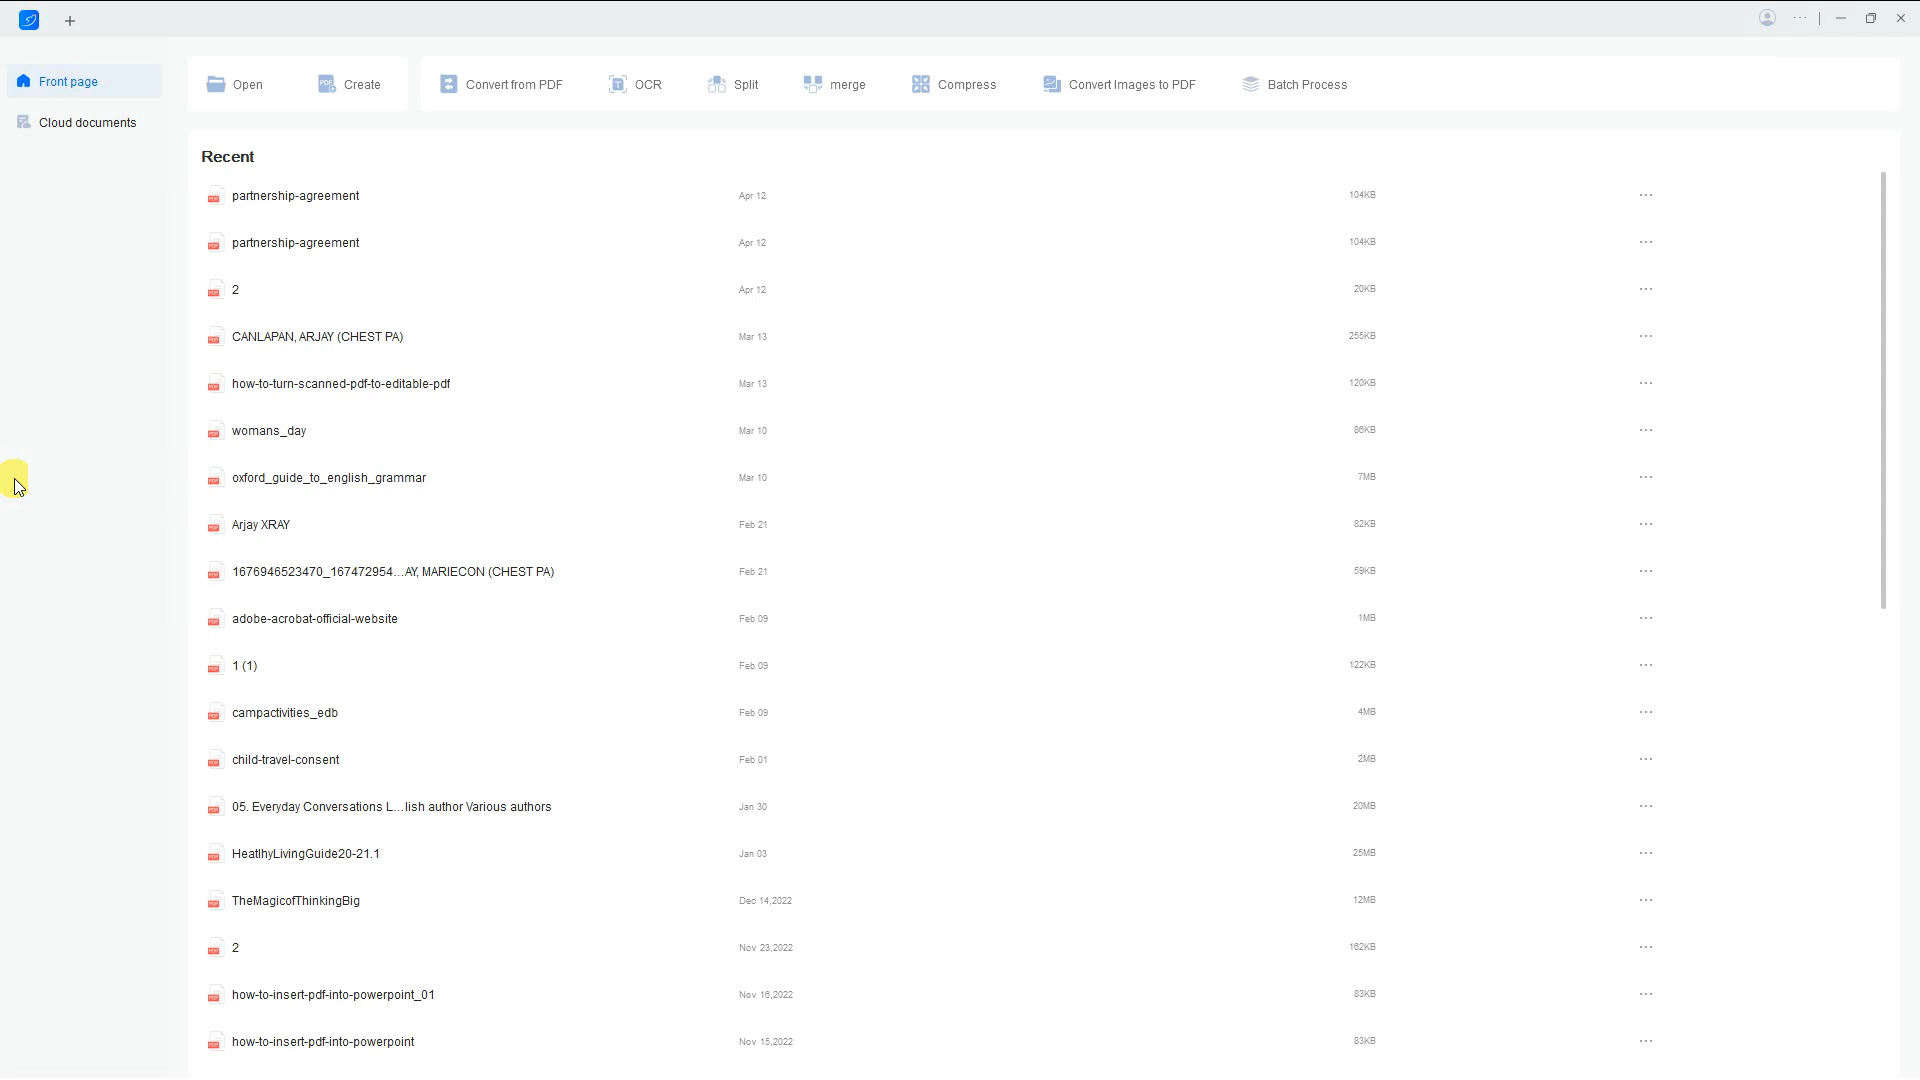 Front page
Cloud documents
Open Create Convert from PDF OCR Split merge Compress Convert Images to PDF Batch Process
Recent
partnership-agreement Apr 12 104KB
partnership-agreement Apr 12 104KB
2 Apr 12 20KB
CANLAPAN, ARJAY (CHEST PA) Mar 13 255KB
how-to-turn-scanned-pdf-to-editable-pdf Mar 13 120KB
womans_day Mar 10 86KB
oxford_guide_to_english_grammar Mar 10 7MB
Arjay XRAY Feb 21 82KB
1676946523470_167472954...AY, MARIECON (CHEST PA) Feb 21 59KB
adobe-acrobat-official-website Feb 09 1MB
1 (1) Feb 09 122KB
campactivities_edb Feb 09 4MB
child-travel-consent Feb 01 2MB
05. Everyday Conversations L...lish author Various authors Jan 30 20MB
HeatlhyLivingGuide20-21.1 Jan 03 25MB
TheMagicofThinkingBig Dec 14,2022 12MB
2 Nov 23,2022 162KB
how-to-insert-pdf-into-powerpoint_01 Nov 16,2022 83KB
how-to-insert-pdf-into-powerpoint Nov 15,2022 83KB